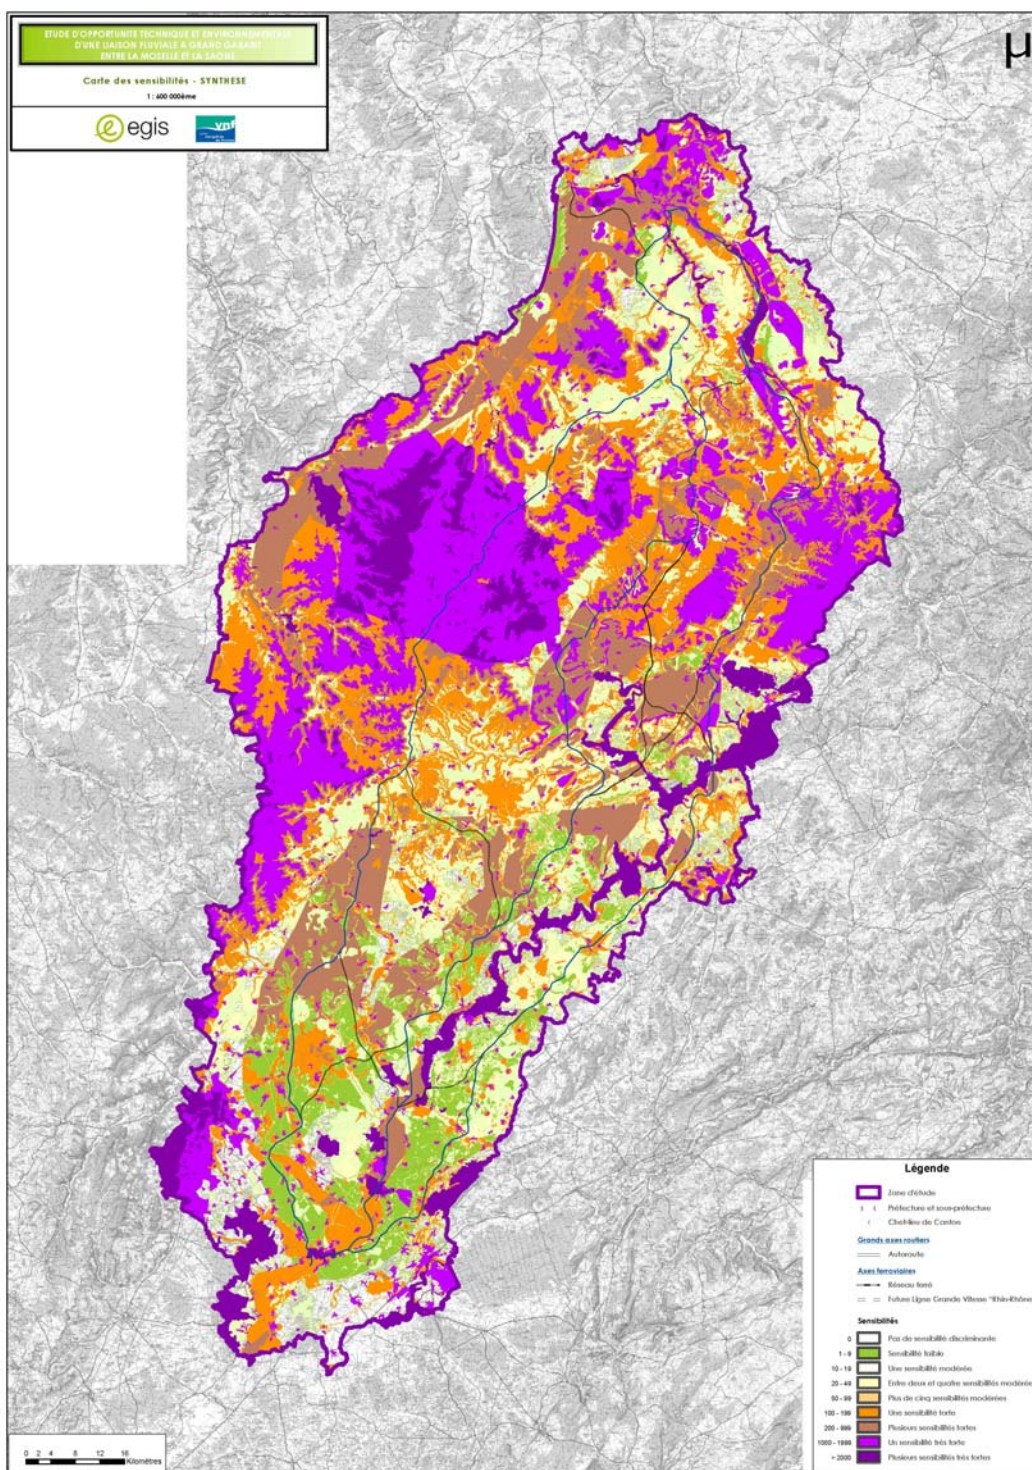 ETUDE D'OPPORTUNITE TECHNIQUE ET ENVIRONNEMENTALE
D'UNE LIAISON FLUVIALE A GRAND GABARIT
ENTRE LA MOSELLE ET LA SAONE
Carte des sensibilités - SYNTHESE
1 : 600 000ème
egis
vnf
µ
Légende
Zone d'étude
Préfecture et sous-préfecture
Chef-lieu de Canton
Grands axes routiers
Autoroute
Axes ferroviaires
Réseau ferré
Future Ligne Grande Vitesse "Rhin-Rhône
Sensibilités
0 Pas de sensibilité discriminante
1 - 9 Sensibilité faible
10 - 19 Une sensibilité modérée
20 - 49 Entre deux et quatre sensibilités modérée
50 - 99 Plus de cinq sensibilités modérées
100 - 199 Une sensibilité forte
200 - 999 Plusieurs sensibilités fortes
1000 - 1999 Un sensibilité très forte
> 2000 Plusieurs sensibilités très fortes
0 2 4 8 12 16
Kilomètres